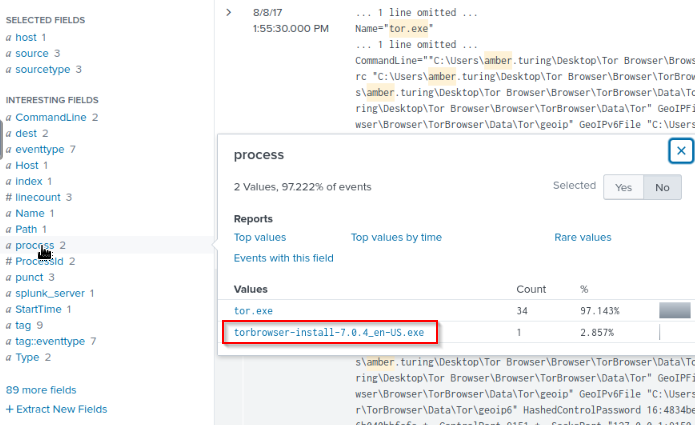 SELECTED FIELDS
a host 1
a source 3
a sourcetype 3
INTERESTING FIELDS
a CommandLine 2
a dest 2
a eventtype 7
a Host 1
a index 1
# linecount 3
a Name 1
a Path 1
a process 2
# ProcessId 2
a punct 3
a splunk_server 1
a StartTime 1
a tag 9
a tag::eventtype 7
a Type 2
89 more fields
+ Extract New Fields
8/8/17
1:55:30.000 PM
... 1 line omitted ...
Name="tor.exe"
... 1 line omitted ...
CommandLine=""C:\Users\amber.turing\Desktop\Tor Browser\Brows
rc "C:\Users\amber.turing\Desktop\Tor Browser\Browser\TorBrow
s\amber.turing\Desktop\Tor Browser\Browser\TorBrowser\Data\To
ring\Desktop\Tor Browser\Browser\TorBrowser\Data\Tor" GeoIPFi
wser\Browser\TorBrowser\Data\Tor\geoip" GeoIPv6File "C:\Users
process
2 Values, 97.222% of events
Selected
Yes
No
Reports
Top values
Top values by time
Rare values
Events with this field
Values
Count
%
tor.exe
34
97.143%
torbrowser-install-7.0.4_en-US.exe
1
2.857%
s\amber.turing\Desktop\Tor Browser\Browser\TorBrowser\Data\To
ring\Desktop\Tor Browser\Browser\TorBrowser\Data\Tor" GeoIPFi
wser\Browser\TorBrowser\Data\Tor\geoip" GeoIPv6File "C:\Users
r\TorBrowser\Data\Tor\geoip6" HashedControlPassword 16:4834be